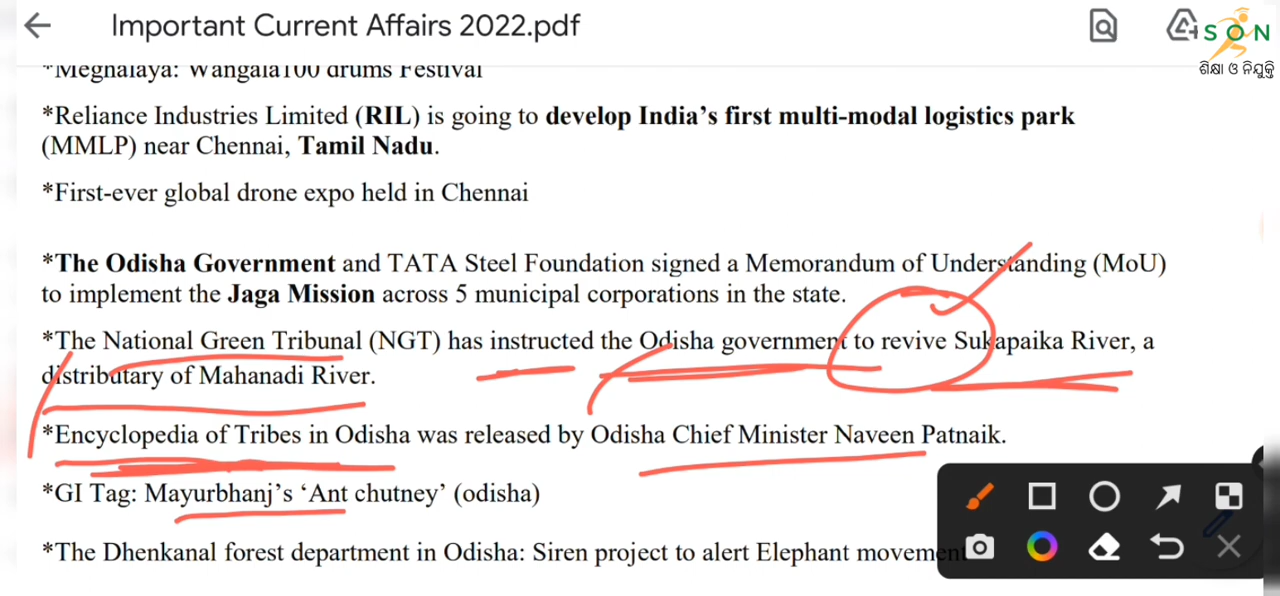 Important Current Affairs 2022.pdf
SON
ଶିକ୍ଷା ଓ ନିଯୁକ୍ତି
*Meghalaya: Wangala100 drums Festival
*Reliance Industries Limited (RIL) is going to develop India's first multi-modal logistics park
(MMLP) near Chennai, Tamil Nadu.
*First-ever global drone expo held in Chennai
*The Odisha Government and TATA Steel Foundation signed a Memorandum of Understanding (MoU)
to implement the Jaga Mission across 5 municipal corporations in the state.
*The National Green Tribunal (NGT) has instructed the Odisha government to revive Sukapaika River, a
distributary of Mahanadi River.
*Encyclopedia of Tribes in Odisha was released by Odisha Chief Minister Naveen Patnaik.
*GI Tag: Mayurbhanj's ‘Ant chutney’ (odisha)
*The Dhenkanal forest department in Odisha: Siren project to alert Elephant movement